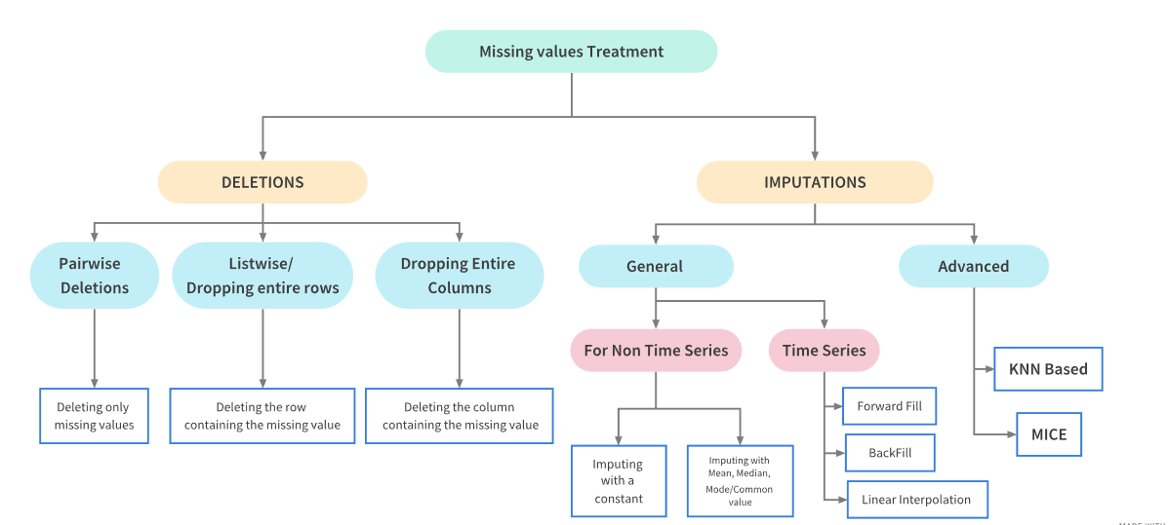 Missing values Treatment
DELETIONS
IMPUTATIONS
Pairwise
Deletions
Listwise/
Dropping entire rows
Dropping Entire
Columns
General
Advanced
For Non Time Series
Time Series
KNN Based
MICE
Deleting only
missing values
Deleting the row
containing the missing value
Deleting the column
containing the missing value
Forward Fill
BackFill
Linear Interpolation
Imputing
with a
constant
Imputing with
Mean, Median,
Mode/Common
value